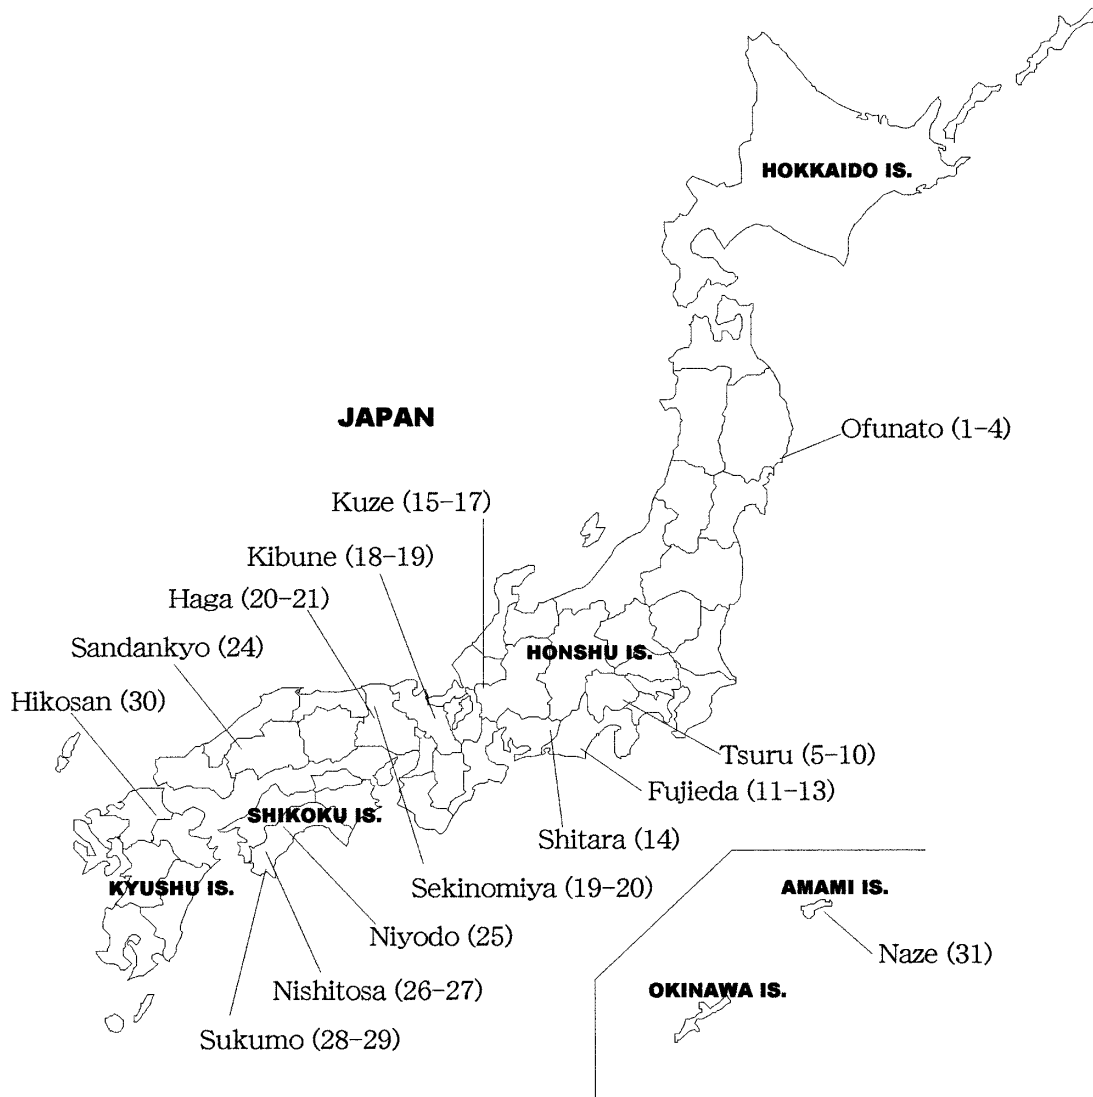 HOKKAIDO IS.
JAPAN
Ofunato (1-4)
Kuze (15-17)
Kibune (18-19)
Haga (20-21)
Sandankyo (24)
HONSHU IS.
Hikosan (30)
Tsuru (5-10)
Fujieda (11-13)
SHIKOKU IS.
Shitara (14)
KYUSHU IS.
Sekinomiya (19-20)
AMAMI IS.
Niyodo (25)
Naze (31)
Nishitosa (26-27)
OKINAWA IS.
Sukumo (28-29)